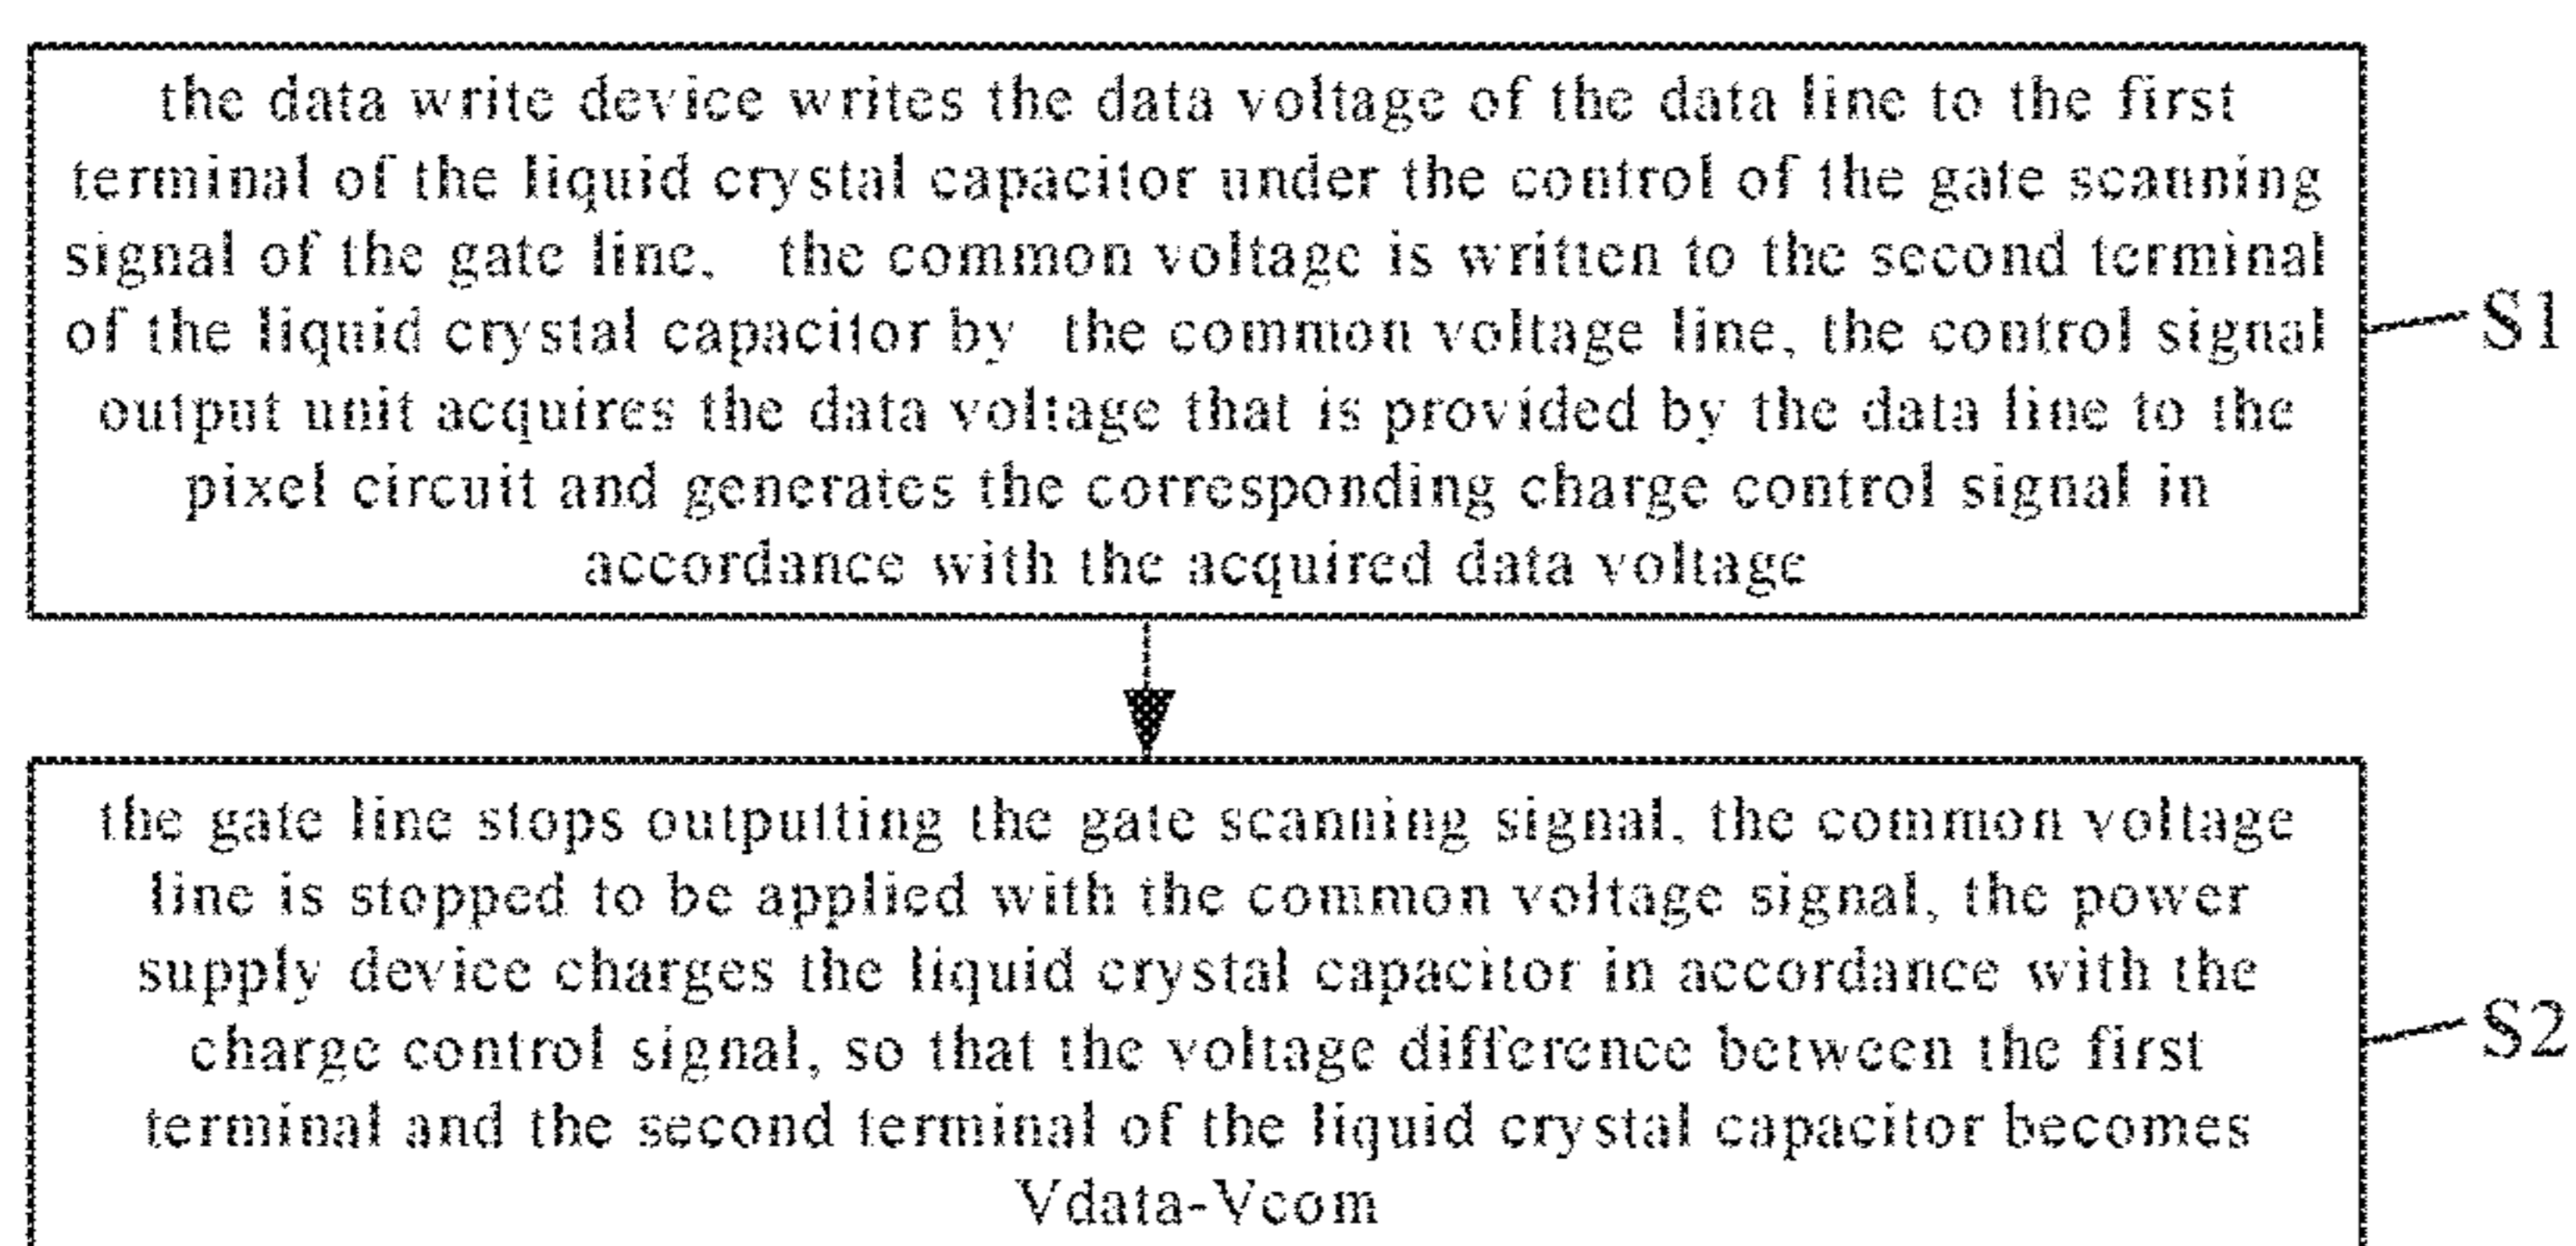 the data write device writes the data voltage of the data line to the first
terminal of the liquid crystal capacitor under the control of the gate scanning
signal of the gate line, the common voltage is written to the second terminal
of the liquid crystal capacitor by the common voltage line, the control signal
output unit acquires the data voltage that is provided by the data line to the
pixel circuit and generates the corresponding charge control signal in
accordance with the acquired data voltage
S1
the gate line stops outputting the gate scanning signal, the common voltage
line is stopped to be applied with the common voltage signal, the power
supply device charges the liquid crystal capacitor in accordance with the
charge control signal, so that the voltage difference between the first
terminal and the second terminal of the liquid crystal capacitor becomes
Vdata-Vcom
S2